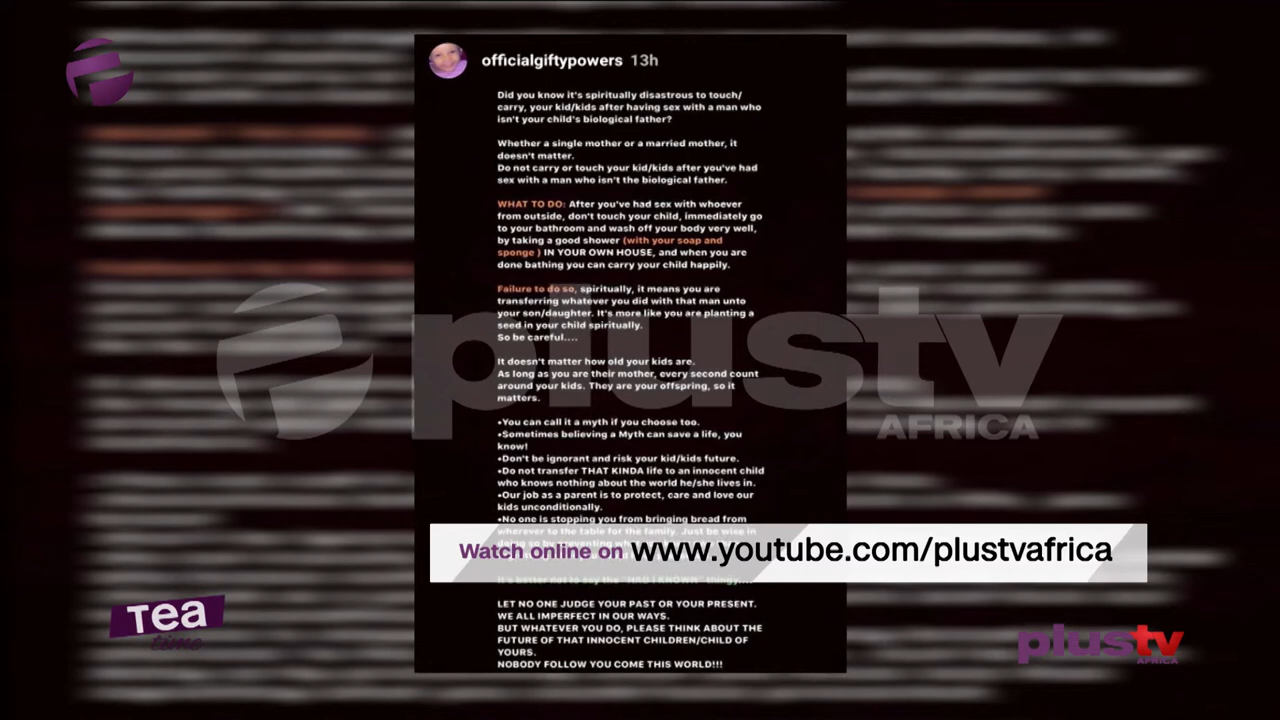 officialgiftypowers 13h
Did you know it's spiritually disastrous to touch/
carry, your kid/kids after having sex with a man who
isn't your child's biological father?
Whether a single mother or a married mother, it
doesn't matter.
Do not carry or touch your kid/kids after you've had
sex with a man who isn't the biological father.
WHAT TO DO: After you've had sex with whoever
from outside, don't touch your child, immediately go
to your bathroom and wash off your body very well,
by taking a good shower (with your soap and
sponge ) IN YOUR OWN HOUSE, and when you are
done bathing you can carry your child happily.
Failure to do so, spiritually, it means you are
transferring whatever you did with that man unto
your son/daughter. It's more like you are planting a
seed in your child spiritually.
So be careful....
It doesn't matter how old your kids are.
As long as you are their mother, every second count
around your kids. They are your offspring, so it
matters.
•You can call it a myth if you choose too.
•Sometimes believing a Myth can save a life, you
know!
•Don't be ignorant and risk your kid/kids future.
•Do not transfer THAT KINDA life to an innocent child
who knows nothing about the world he/she lives in.
•Our job as a parent is to protect, care and love our
kids unconditionally.
•No one is stopping you from bringing bread from
wherever to the table for the family. Just be wise in
It's better not to say the "HAD I KNOWN" thingy....
LET NO ONE JUDGE YOUR PAST OR YOUR PRESENT.
WE ALL IMPERFECT IN OUR WAYS.
BUT WHATEVER YOU DO, PLEASE THINK ABOUT THE
FUTURE OF THAT INNOCENT CHILDREN/CHILD OF
YOURS.
NOBODY FOLLOW YOU COME THIS WORLD!!!
plustv
AFRICA
Watch online on www.youtube.com/plustvafrica
Tea
time
plustv
AFRICA